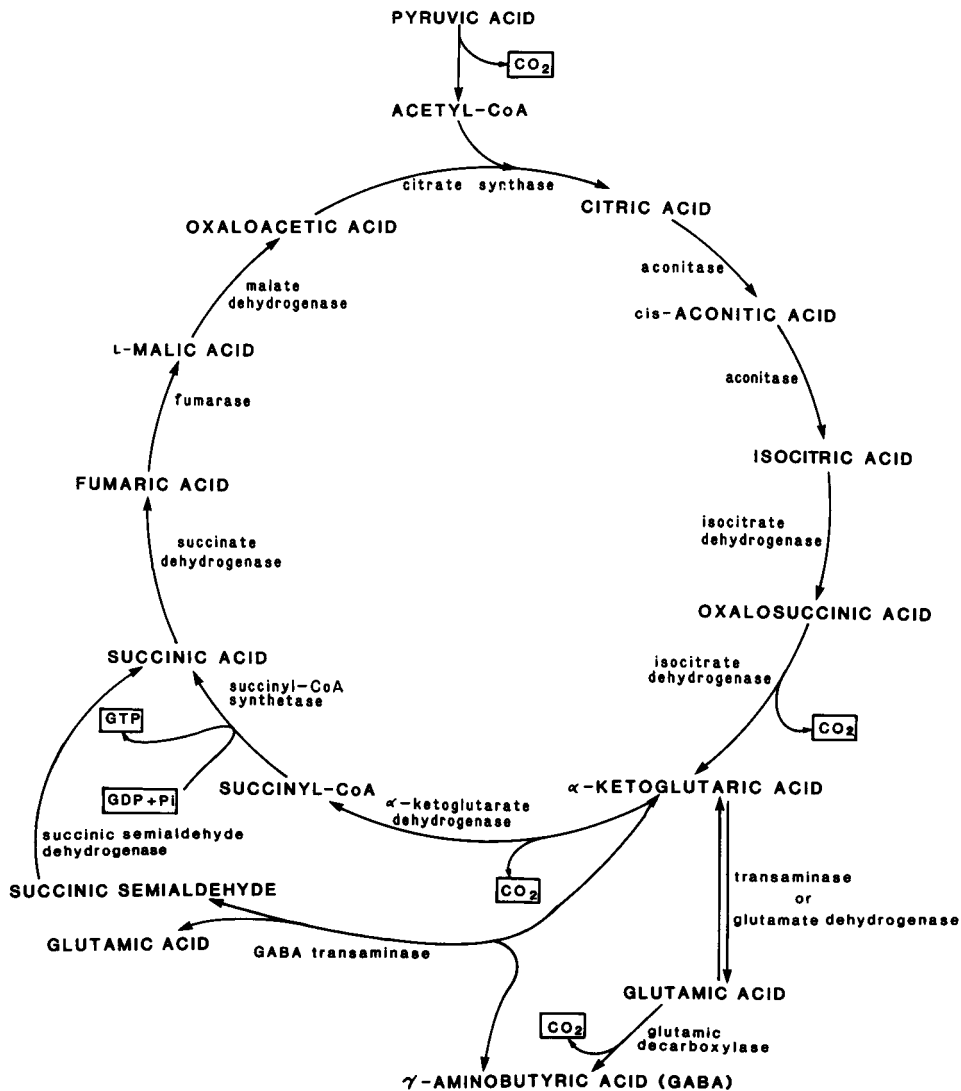 PYRUVIC ACID
CO₂
ACETYL-CoA
citrate synthase
OXALOACETIC ACID
CITRIC ACID
malate
dehydrogenase
aconitase
cis-ACONITIC ACID
L-MALIC ACID
aconitase
fumarase
ISOCITRIC ACID
FUMARIC ACID
isocitrate
dehydrogenase
succinate
dehydrogenase
OXALOSUCCINIC ACID
SUCCINIC ACID
isocitrate
dehydrogenase
succinyl-CoA
synthetase
GTP
CO₂
GDP+Pi
SUCCINYL-CoA
α-KETOGLUTARIC ACID
α-ketoglutarate
dehydrogenase
succinic semialdehyde
dehydrogenase
CO₂
SUCCINIC SEMIALDEHYDE
transaminase
or
glutamate dehydrogenase
GLUTAMIC ACID
GABA transaminase
GLUTAMIC ACID
CO₂
glutamic
decarboxylase
γ-AMINOBUTYRIC ACID (GABA)